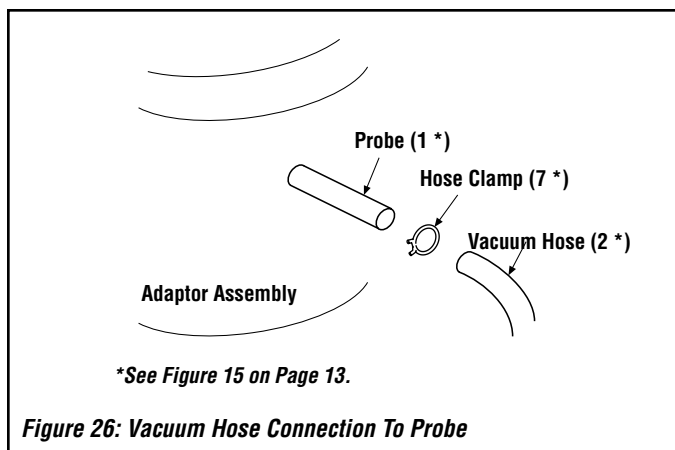 Probe (1 *)
Hose Clamp (7 *)
Vacuum Hose (2 *)
Adaptor Assembly
*See Figure 15 on Page 13.
Figure 26: Vacuum Hose Connection To Probe